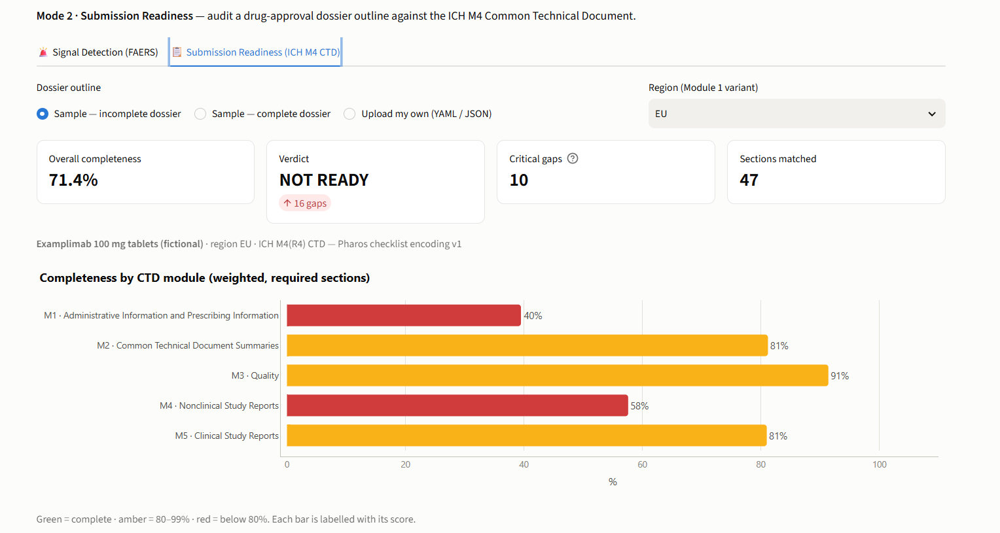 Mode 2 · Submission Readiness — audit a drug-approval dossier outline against the ICH M4 Common Technical Document.
Signal Detection (FAERS)
Submission Readiness (ICH M4 CTD)
Dossier outline
Region (Module 1 variant)
Sample — incomplete dossier
Sample — complete dossier
Upload my own (YAML / JSON)
EU
Overall completeness
71.4%
Verdict
NOT READY
↑ 16 gaps
Critical gaps
10
Sections matched
47
Examplimab 100 mg tablets (fictional) · region EU · ICH M4(R4) CTD — Pharos checklist encoding v1
Completeness by CTD module (weighted, required sections)
M1 · Administrative Information and Prescribing Information
40%
M2 · Common Technical Document Summaries
81%
M3 · Quality
91%
M4 · Nonclinical Study Reports
58%
M5 · Clinical Study Reports
81%
0 20 40 60 80 100
%
Green = complete · amber = 80–99% · red = below 80%. Each bar is labelled with its score.